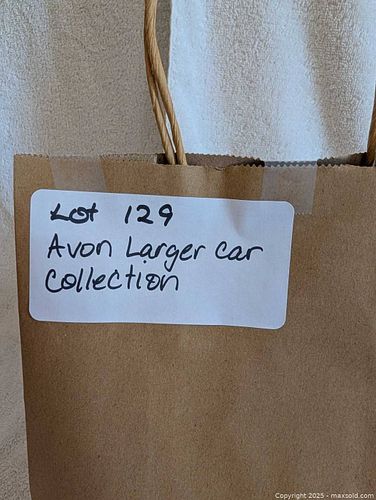 Lot 129
Avon Larger car
Collection
Copyright 2025 - maxsold.com